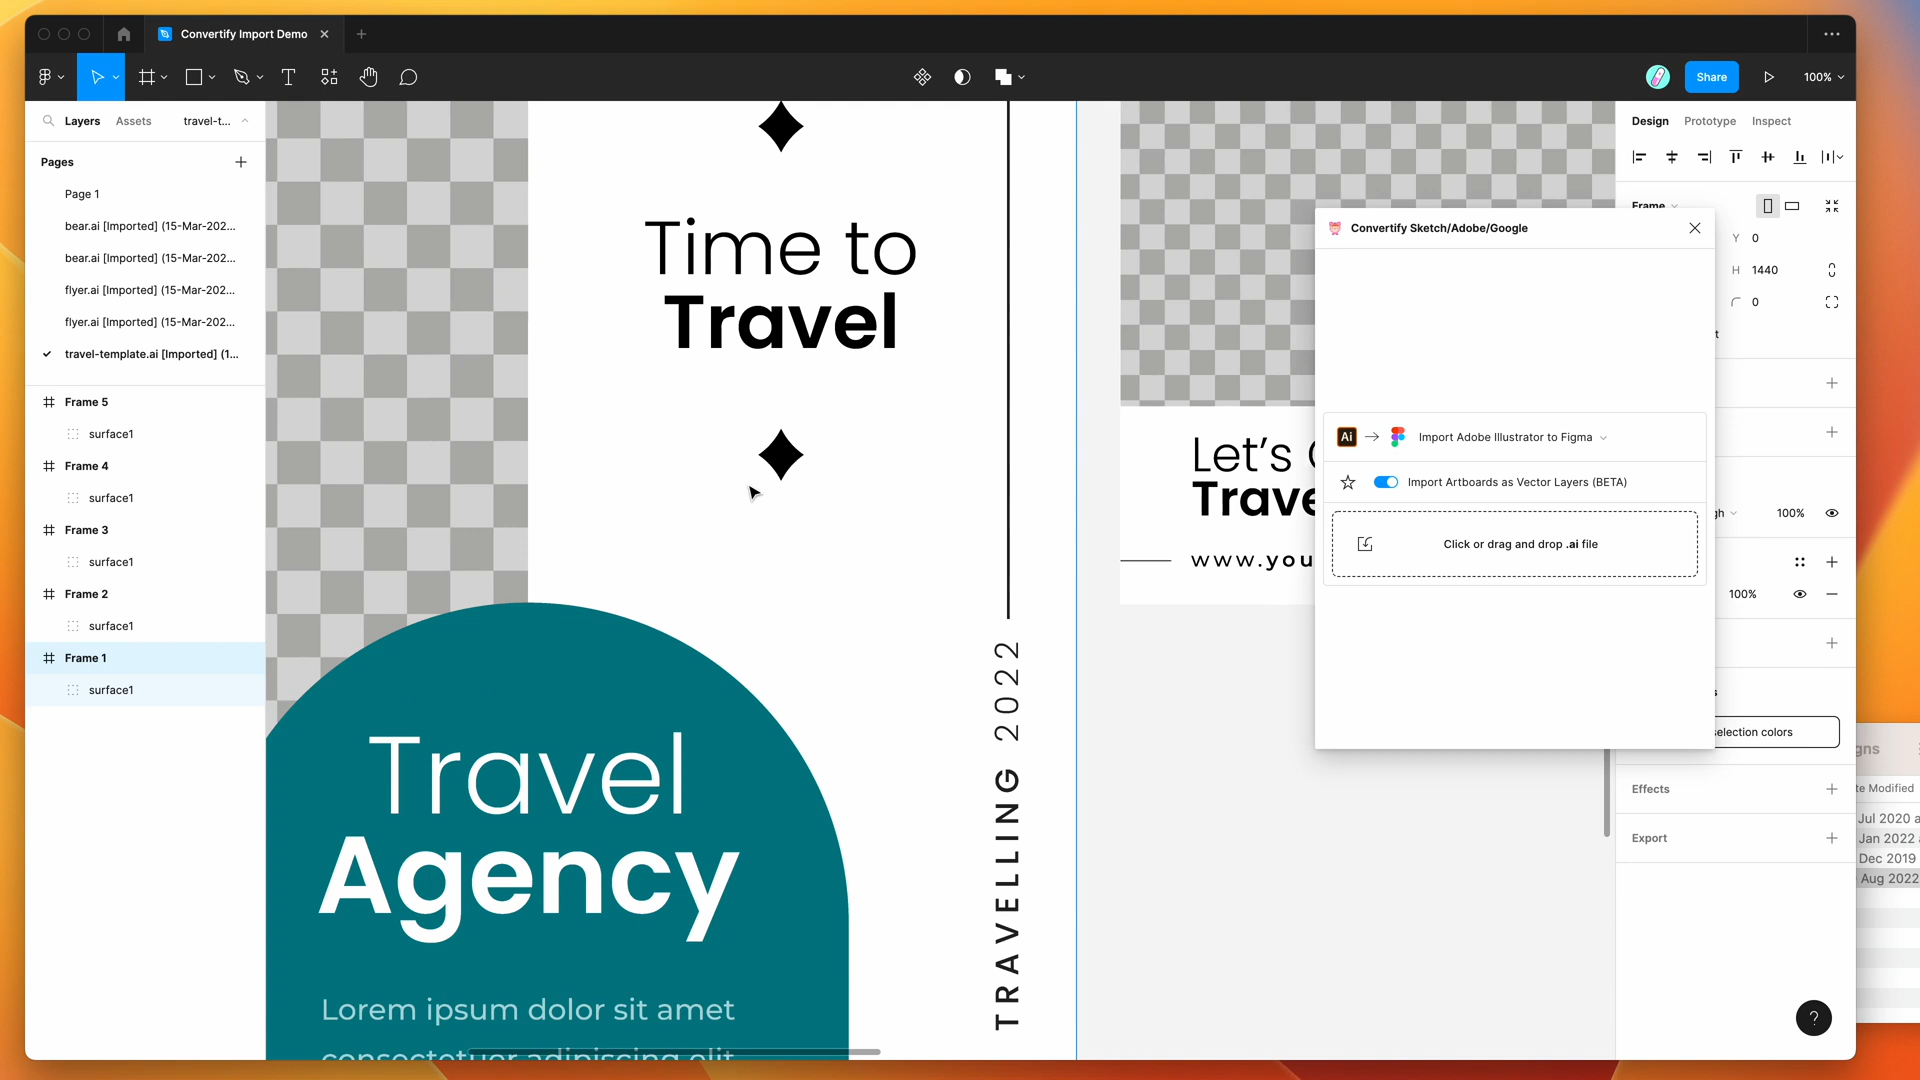 Convertify Import Demo
Share
100%
Layers
Assets
travel-t...
Pages
Page 1
bear.ai [Imported] (15-Mar-202...
bear.ai [Imported] (15-Mar-202...
flyer.ai [Imported] (15-Mar-202...
flyer.ai [Imported] (15-Mar-202...
travel-template.ai [Imported] (1...
Frame 5
surface1
Frame 4
surface1
Frame 3
surface1
Frame 2
surface1
Frame 1
surface1
Time to
Travel
Travel
Agency
Lorem ipsum dolor sit amet
consectetuer adipiscing elit
TRAVELLING 2022
Let's
Trave
www.you
Convertify Sketch/Adobe/Google
Ai
Import Adobe Illustrator to Figma
Import Artboards as Vector Layers (BETA)
Click or drag and drop .ai file
Design
Prototype
Inspect
Frame
Y 0
H 1440
0
100%
100%
selection colors
Effects
Export
?
gns
te Modified
Jul 2020 a
Jan 2022
Dec 2019
Aug 2022